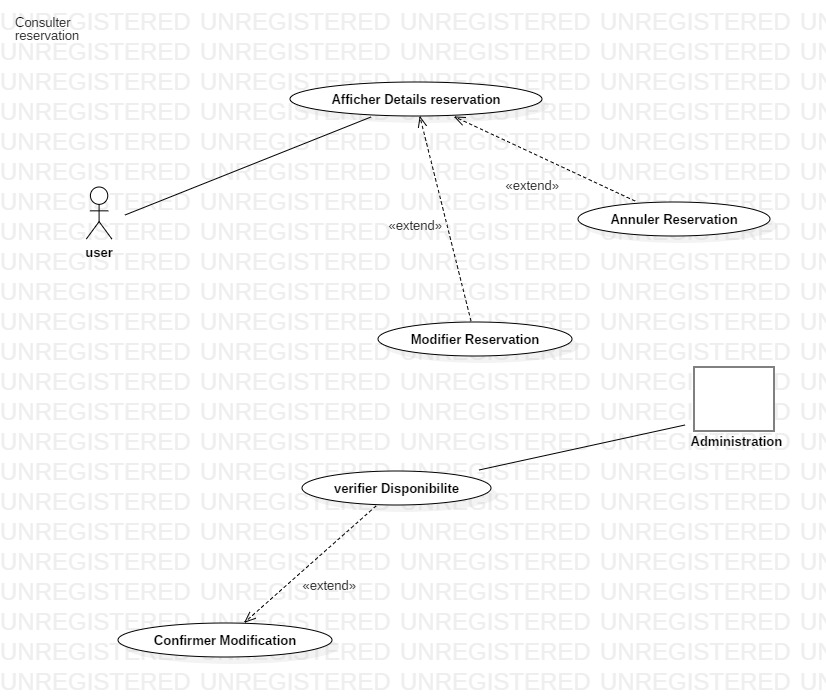 Consulter
reservation
Afficher Details reservation
«extend»
Annuler Reservation
«extend»
user
Modifier Reservation
Administration
verifier Disponibilite
«extend»
Confirmer Modification
UNREGISTERED UNREGISTERED UNREGISTERED UNREGISTERED UN